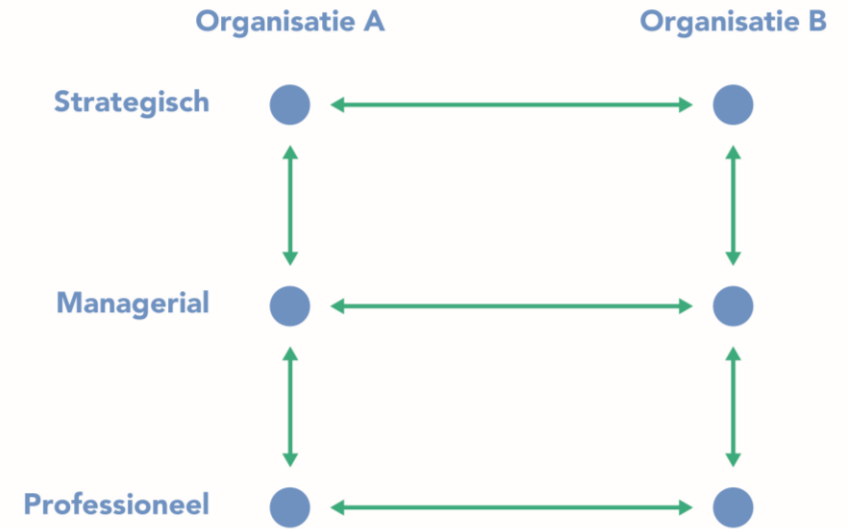 Organisatie A
Organisatie B
Strategisch
Managerial
Professioneel